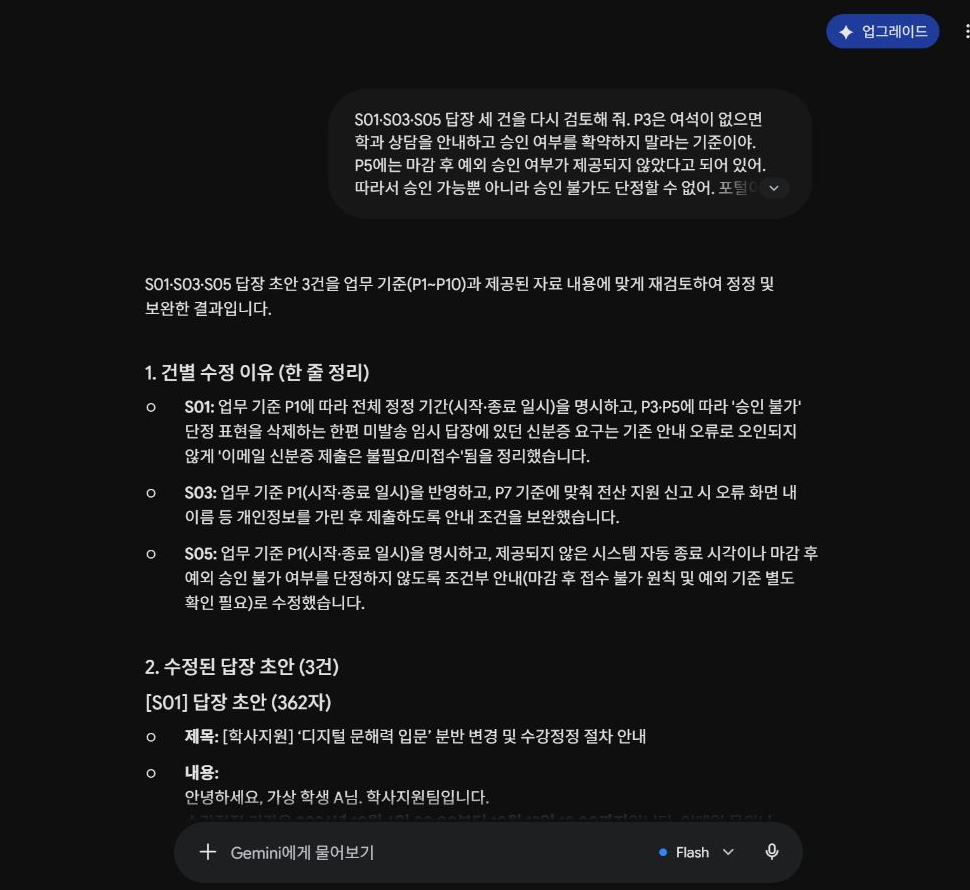 업그레이드
S01·S03·S05 답장 세 건을 다시 검토해 줘. P3은 여석이 없으면
학과 상담을 안내하고 승인 여부를 확약하지 말라는 기준이야.
P5에는 마감 후 예외 승인 여부가 제공되지 않았다고 되어 있어.
따라서 승인 가능뿐 아니라 승인 불가도 단정할 수 없어. 포털
S01·S03·S05 답장 초안 3건을 업무 기준(P1~P10)과 제공된 자료 내용에 맞게 재검토하여 정정 및
보완한 결과입니다.
1. 건별 수정 이유 (한 줄 정리)
S01: 업무 기준 P1에 따라 전체 정정 기간(시작·종료 일시)을 명시하고, P3·P5에 따라 '승인 불가'
단정 표현을 삭제하는 한편 미발송 임시 답장에 있던 신분증 요구는 기존 안내 오류로 오인되지
않게 '이메일 신분증 제출은 불필요/미접수'됨을 정리했습니다.
S03: 업무 기준 P1(시작·종료 일시)을 반영하고, P7 기준에 맞춰 전산 지원 신고 시 오류 화면 내
이름 등 개인정보를 가린 후 제출하도록 안내 조건을 보완했습니다.
S05: 업무 기준 P1(시작·종료 일시)을 명시하고, 제공되지 않은 시스템 자동 종료 시각이나 마감 후
예외 승인 불가 여부를 단정하지 않도록 조건부 안내(마감 후 접수 불가 원칙 및 예외 기준 별도
확인 필요)로 수정했습니다.
2. 수정된 답장 초안 (3건)
[S01] 답장 초안 (362자)
제목: [학사지원] ‘디지털 문해력 입문’ 분반 변경 및 수강정정 절차 안내
내용:
안녕하세요, 가상 학생 A님. 학사지원팀입니다.
Gemini에게 물어보기
Flash